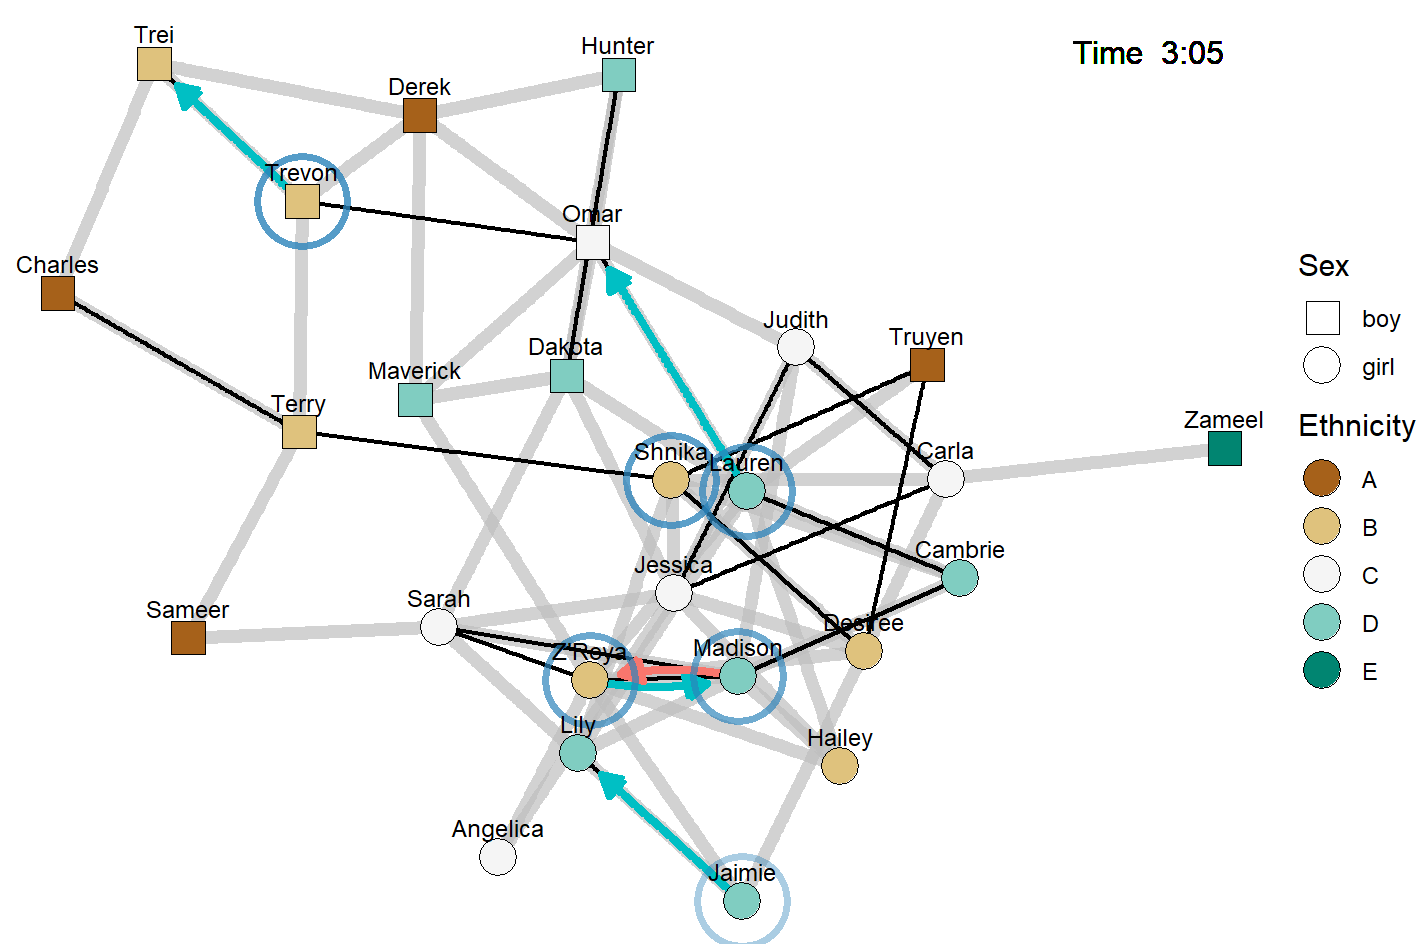 Trei
Hunter
Time 3:05
Derek
Trevon
Omar
Charles
Judith
Truyen
Dakota
Maverick
Terry
Zameel
Shnika
Lauren
Carla
Cambrie
Jessica
Sarah
Sameer
Desiree
Z'Roya
Madison
Lily
Hailey
Angelica
Jaimie
Sex
boy
girl
Ethnicity
A
B
C
D
E